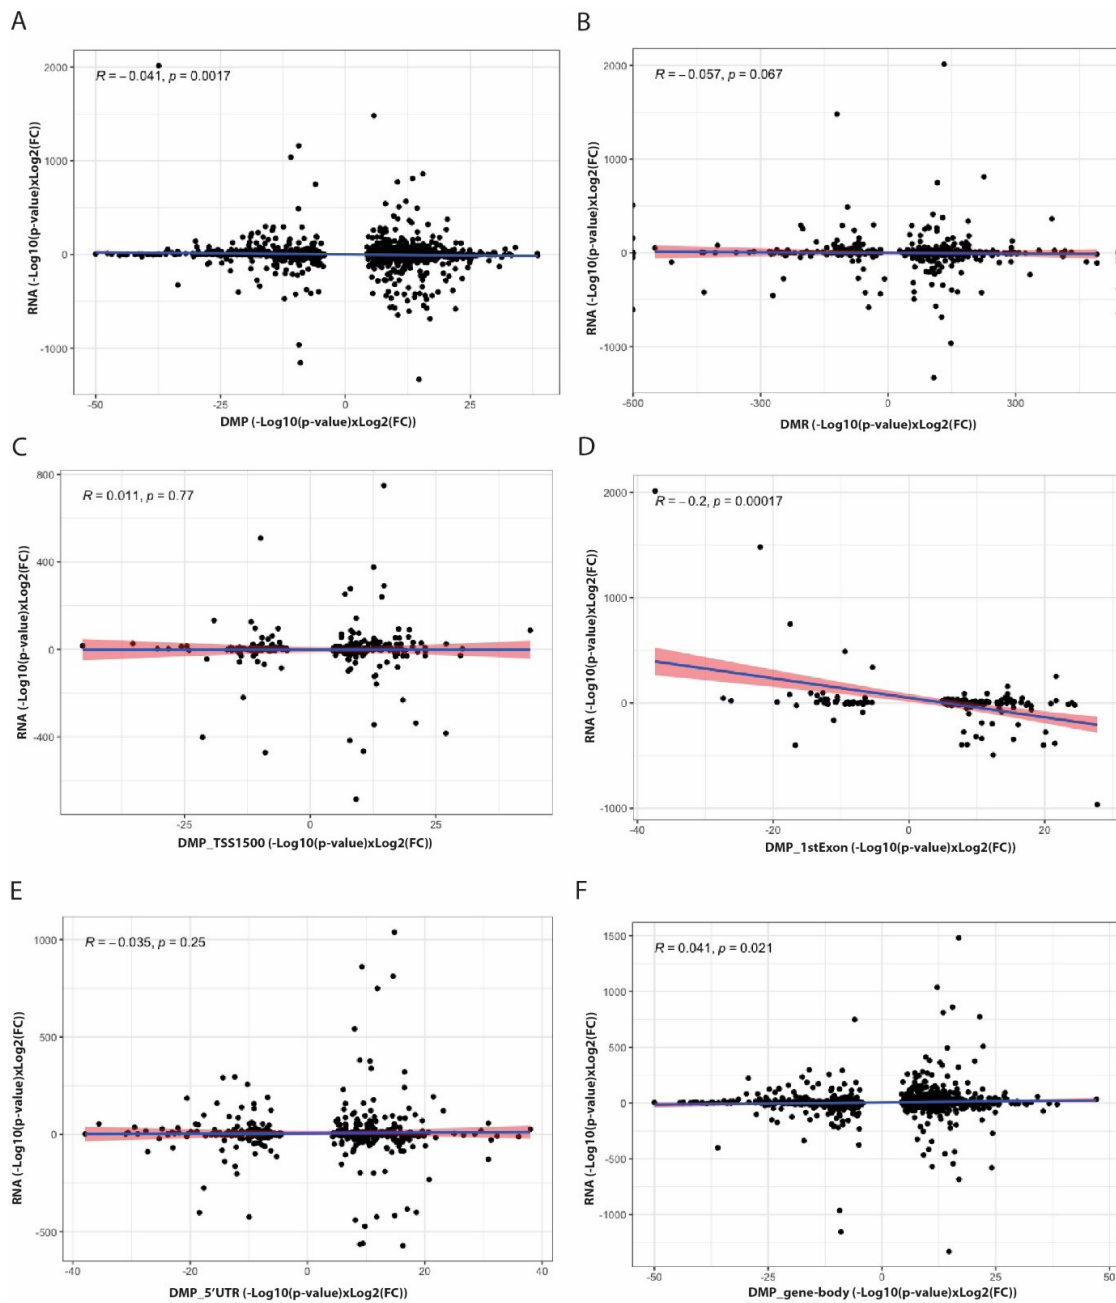 A
R = −0.041, p = 0.0017
2000
1000
0
-1000
-50
-25
0
25
RNA (-Log10(p-value)xLog2(FC))
DMP (-Log10(p-value)xLog2(FC))
B
R = −0.057, p = 0.067
2000
1000
0
-1000
-600
-300
0
300
RNA (-Log10(p-value)xLog2(FC))
DMR (-Log10(p-value)xLog2(FC))
C
R = 0.011, p = 0.77
800
400
0
-400
-25
0
25
RNA (-Log10(p-value)xLog2(FC))
DMP_TSS1500 (-Log10(p-value)xLog2(FC))
D
R = −0.2, p = 0.00017
2000
1000
0
-1000
-40
-20
0
20
RNA (-Log10(p-value)xLog2(FC))
DMP_1stExon (-Log10(p-value)xLog2(FC))
E
R = −0.035, p = 0.25
1000
500
0
-500
-40
-20
0
20
40
RNA (-Log10(p-value)xLog2(FC))
DMP_5'UTR (-Log10(p-value)xLog2(FC))
F
R = 0.041, p = 0.021
1500
1000
500
0
-500
-1000
-50
-25
0
25
50
RNA (-Log10(p-value)xLog2(FC))
DMP_gene-body (-Log10(p-value)xLog2(FC))